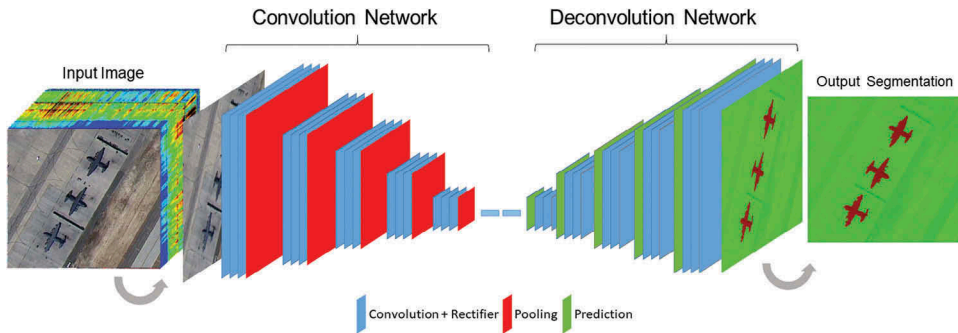 Convolution Network
Deconvolution Network
Input Image
Output Segmentation
Convolution + Rectifier
Pooling
Prediction